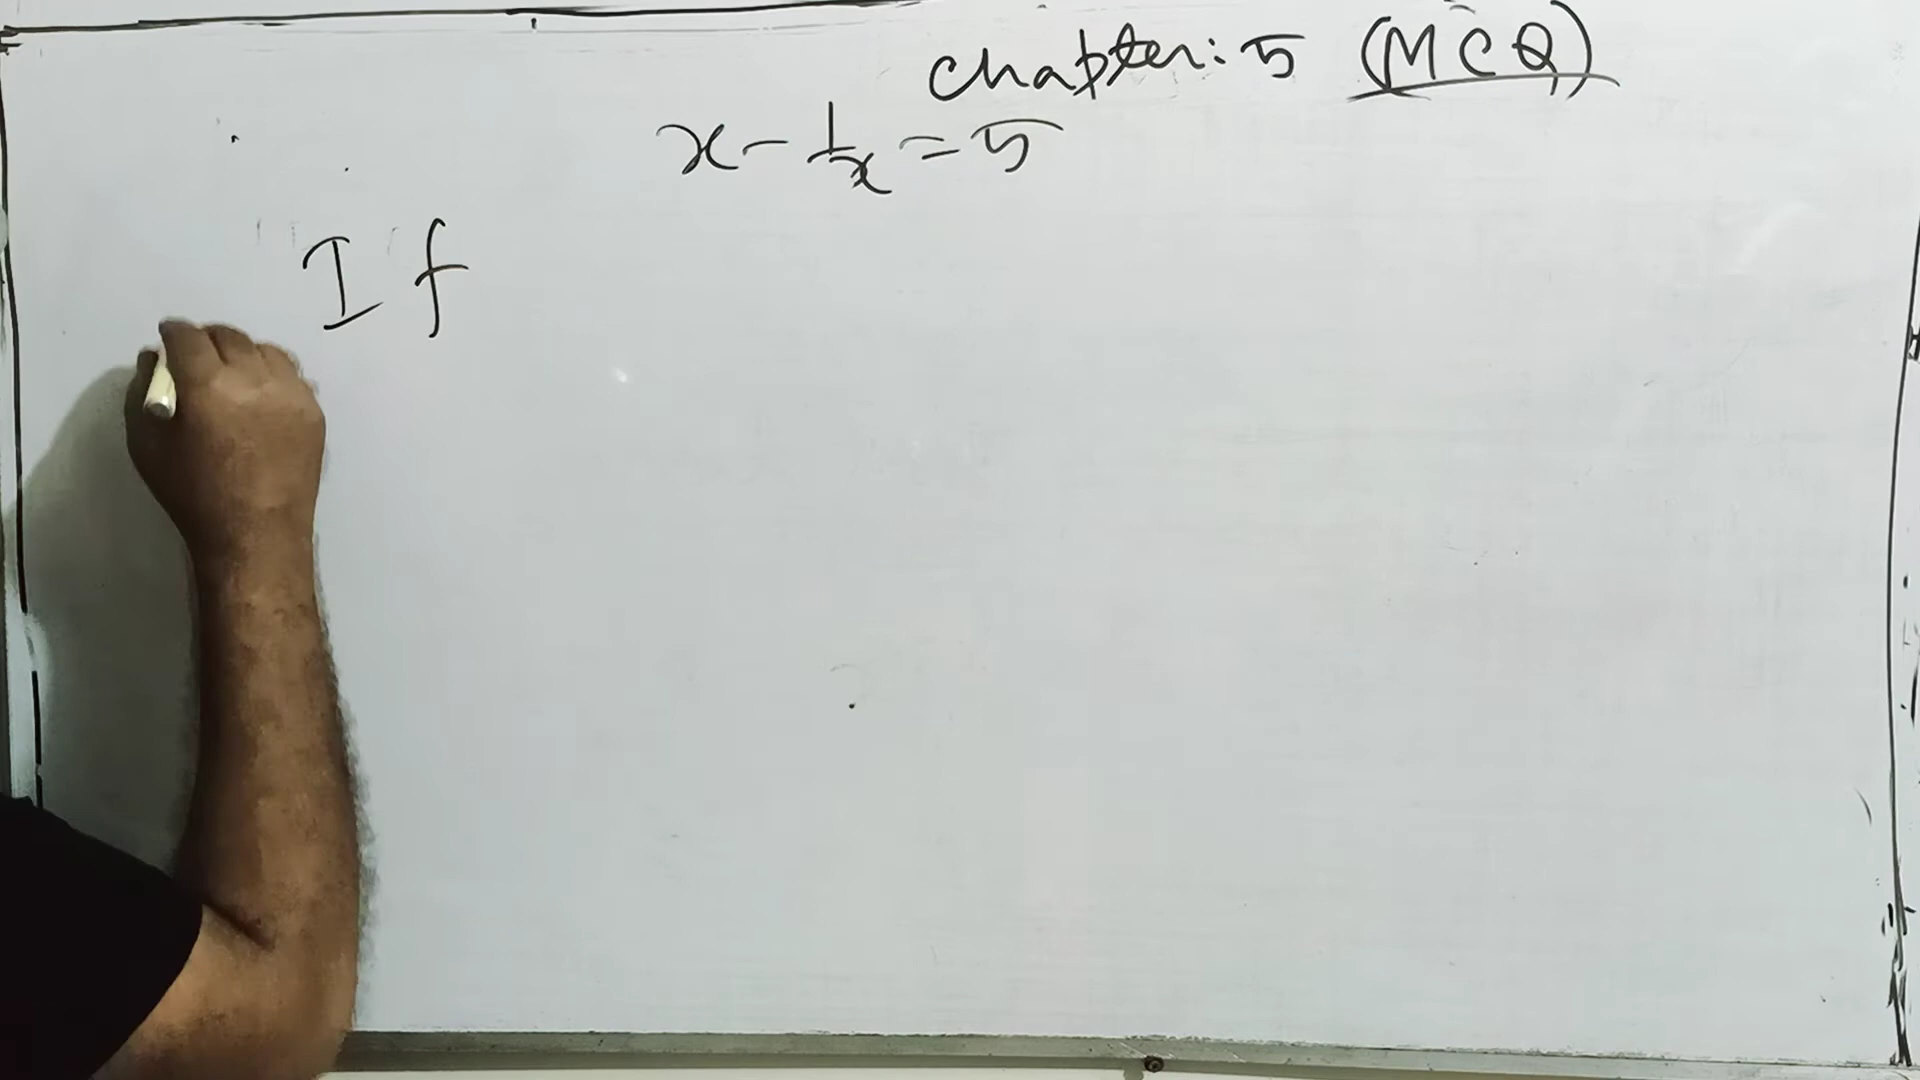 Chapter: 5 (MCQ)
x - 1/x = 5
If